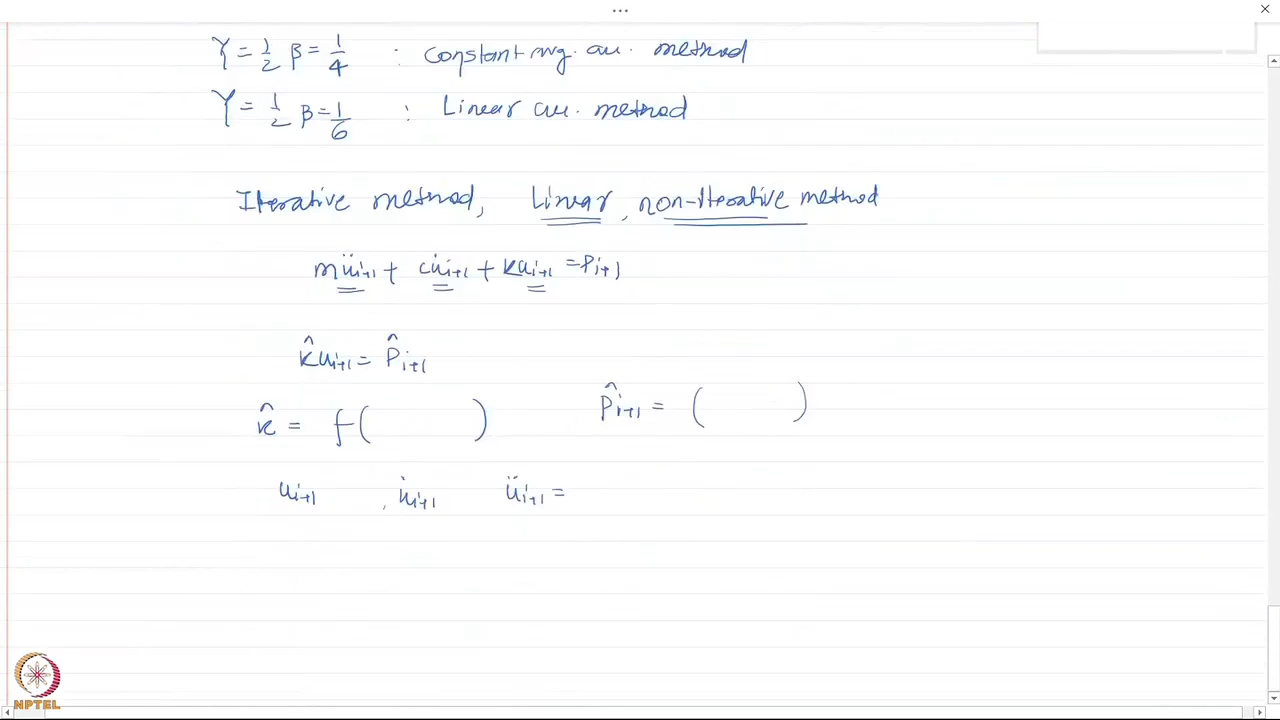 γ = 1/2 β = 1/4 : constant avg. acc. method
γ = 1/2 β = 1/6 : Linear acc. method
Iterative method, Linear, non-iterative method
mü_{i+1} + cu̇_{i+1} + ku_{i+1} = P_{i+1}
k̂u_{i+1} = P̂_{i+1}
k̂ = f( ) P̂_{i+1} = ( )
u_{i+1} , u̇_{i+1} ü_{i+1} =
NPTEL